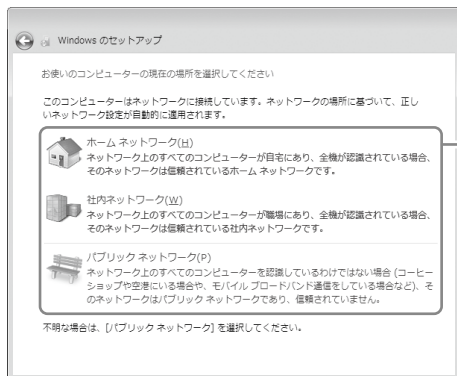 Windows のセットアップ
お使いのコンピューターの現在の場所を選択してください
このコンピューターはネットワークに接続しています。ネットワークの場所に基づいて、正し
いネットワーク設定が自動的に適用されます。
ホーム ネットワーク(H)
ネットワーク上のすべてのコンピューターが自宅にあり、全機が認識されている場合、
そのネットワークは信頼されているホーム ネットワークです。
社内ネットワーク(W)
ネットワーク上のすべてのコンピューターが職場にあり、全機が認識されている場合、
そのネットワークは信頼されている社内ネットワークです。
パブリック ネットワーク(P)
ネットワーク上のすべてのコンピューターを認識しているわけではない場合 (コーヒー
ショップや空港にいる場合や、モバイル ブロードバンド通信をしている場合など)、そ
のネットワークはパブリック ネットワークであり、信頼されていません。
不明な場合は、[パブリック ネットワーク] を選択してください。